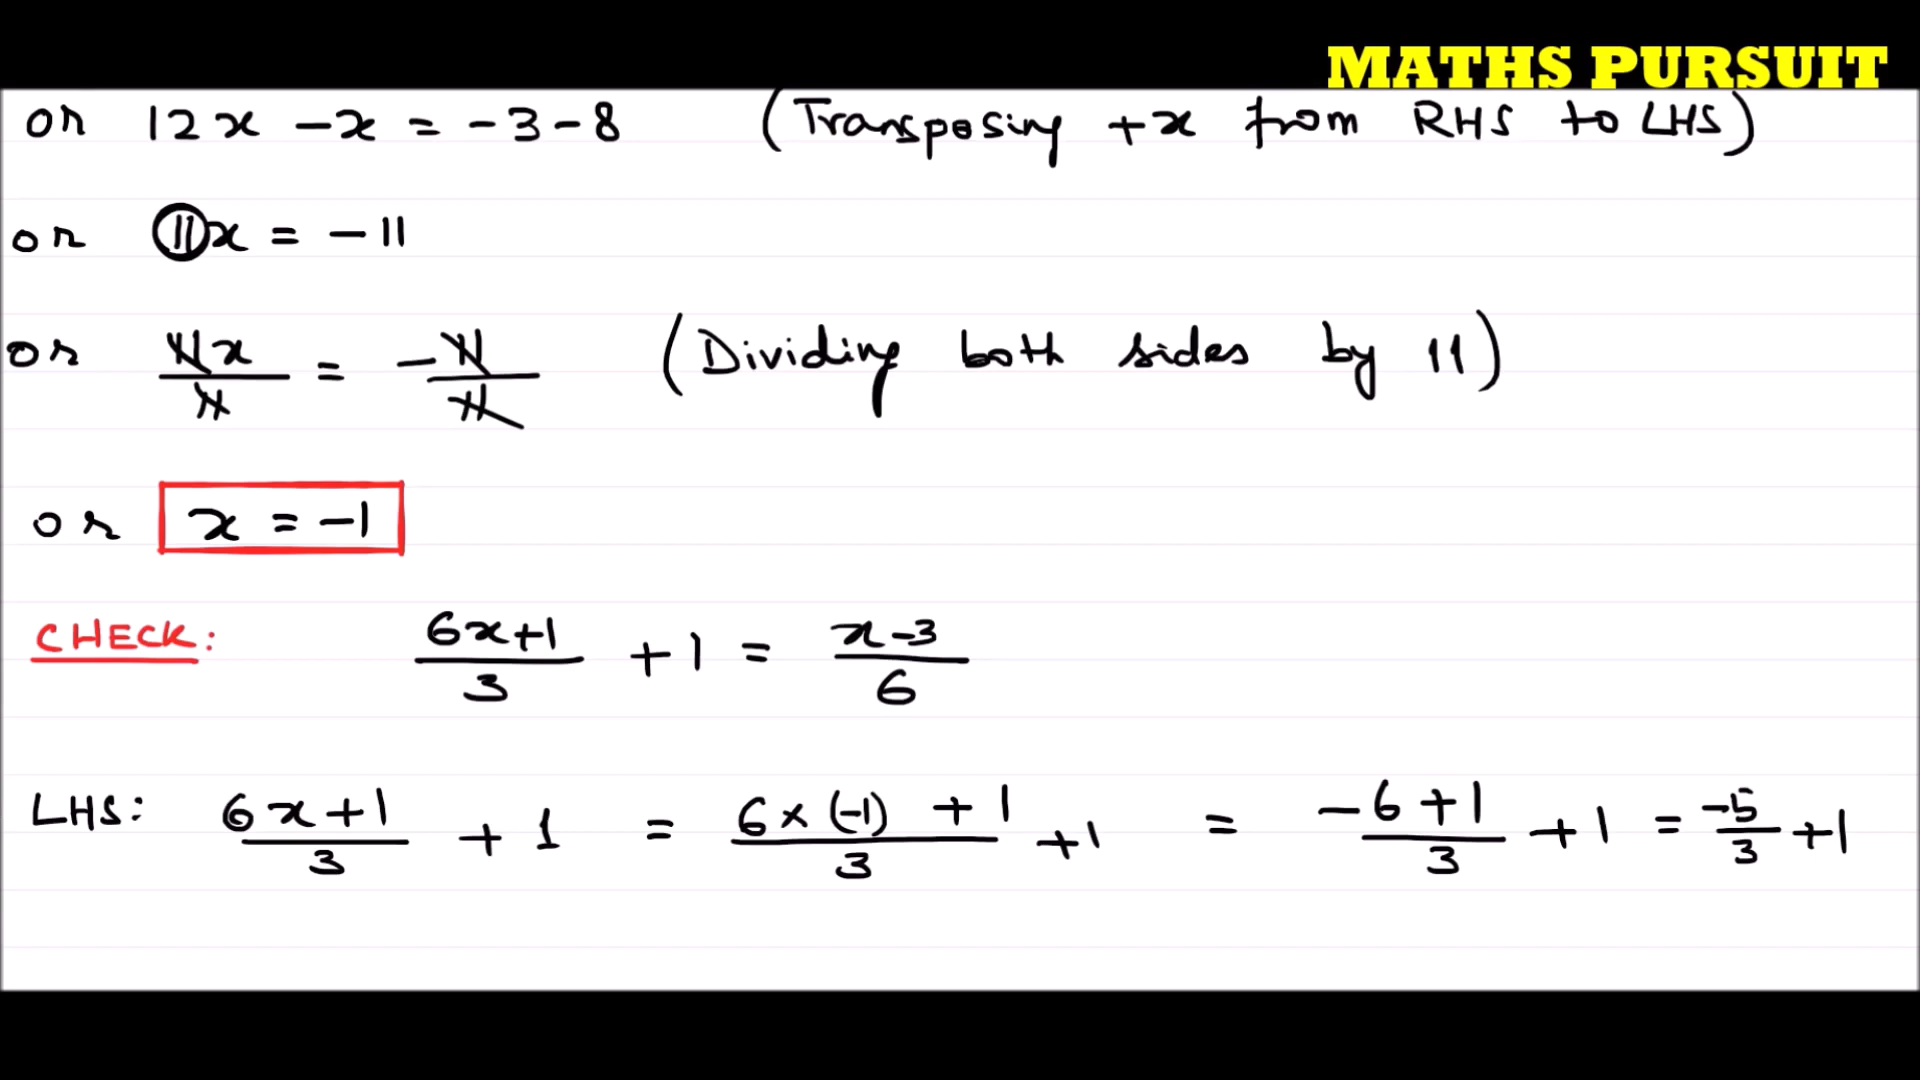 MATHS PURSUIT
or 12x - x = -3 - 8 (Transposing +x from RHS to LHS)
or 11x = -11
or 11x/11 = -11/11 (Dividing both sides by 11)
or x = -1
CHECK: (6x+1)/3 + 1 = (x-3)/6
LHS: (6x+1)/3 + 1 = (6×(-1)+1)/3 + 1 = (-6+1)/3 + 1 = -5/3 + 1